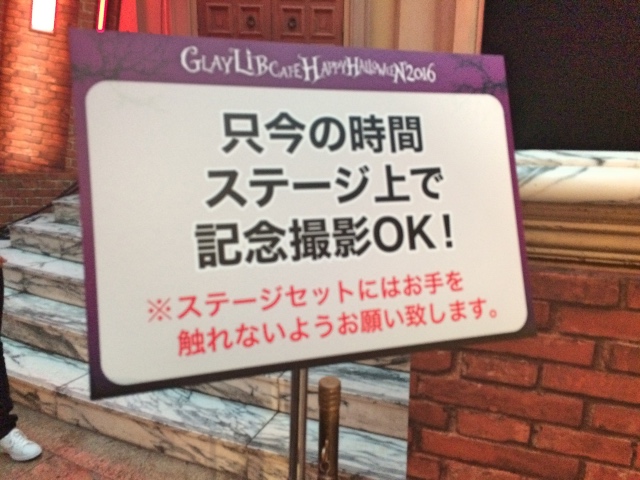 GLAY LiB CAFE HAPPY HALLOWEEN 2016
只今の時間
ステージ上で
記念撮影OK!
※ステージセットにはお手を
触れないようお願い致します。